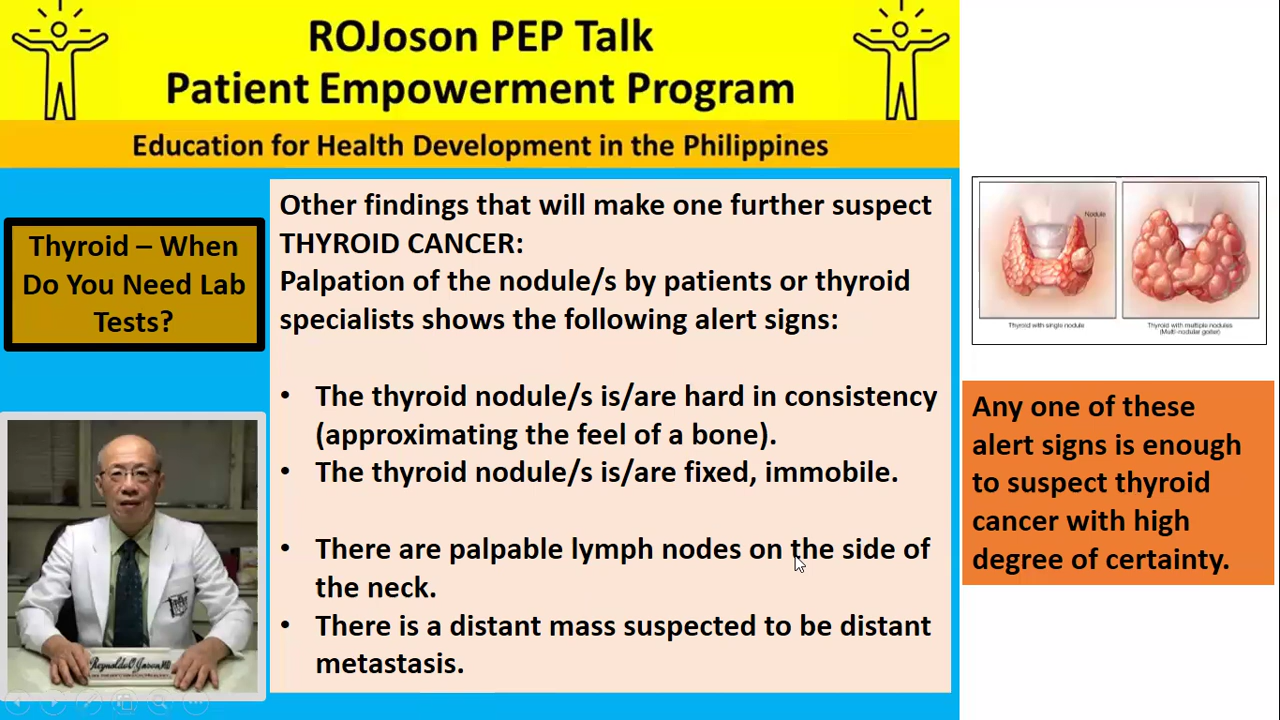 ROJoson PEP Talk
Patient Empowerment Program
Education for Health Development in the Philippines
Thyroid – When
Do You Need Lab
Tests?
Other findings that will make one further suspect
THYROID CANCER:
Palpation of the nodule/s by patients or thyroid
specialists shows the following alert signs:
• The thyroid nodule/s is/are hard in consistency
(approximating the feel of a bone).
• The thyroid nodule/s is/are fixed, immobile.
• There are palpable lymph nodes on the side of
the neck.
• There is a distant mass suspected to be distant
metastasis.
Nodule
Thyroid with single nodule
Thyroid with multiple nodules
(Multi-nodular goiter)
Any one of these
alert signs is enough
to suspect thyroid
cancer with high
degree of certainty.
Reynaldo O. Joson, MD